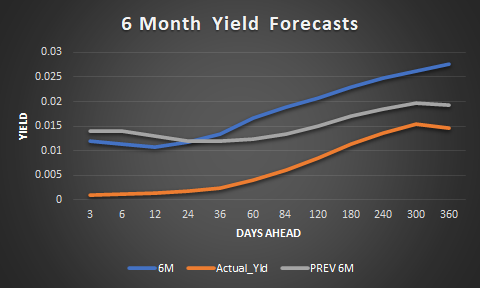 6 Month Yield Forecasts
0.03
0.025
0.02
0.015
0.01
0.005
0
YIELD
3 6 12 24 36 60 84 120 180 240 300 360
DAYS AHEAD
6M Actual_Yld PREV 6M